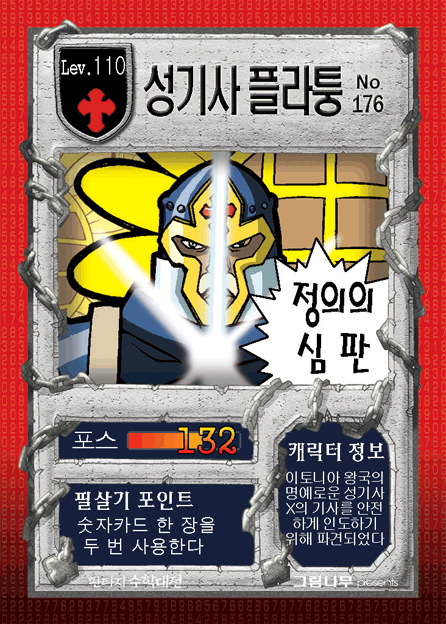 Lev.110
성기사 플라톤
No
176
정의의
심 판
포스 132
필살기 포인트
숫자카드 한 장을
두 번 사용한다
캐릭터 정보
이토니아 왕국의
명예로운 성기사
X의 기사를 안전
하게 인도하기
위해 파견되었다
판타지 수학대전
그림나무 presents